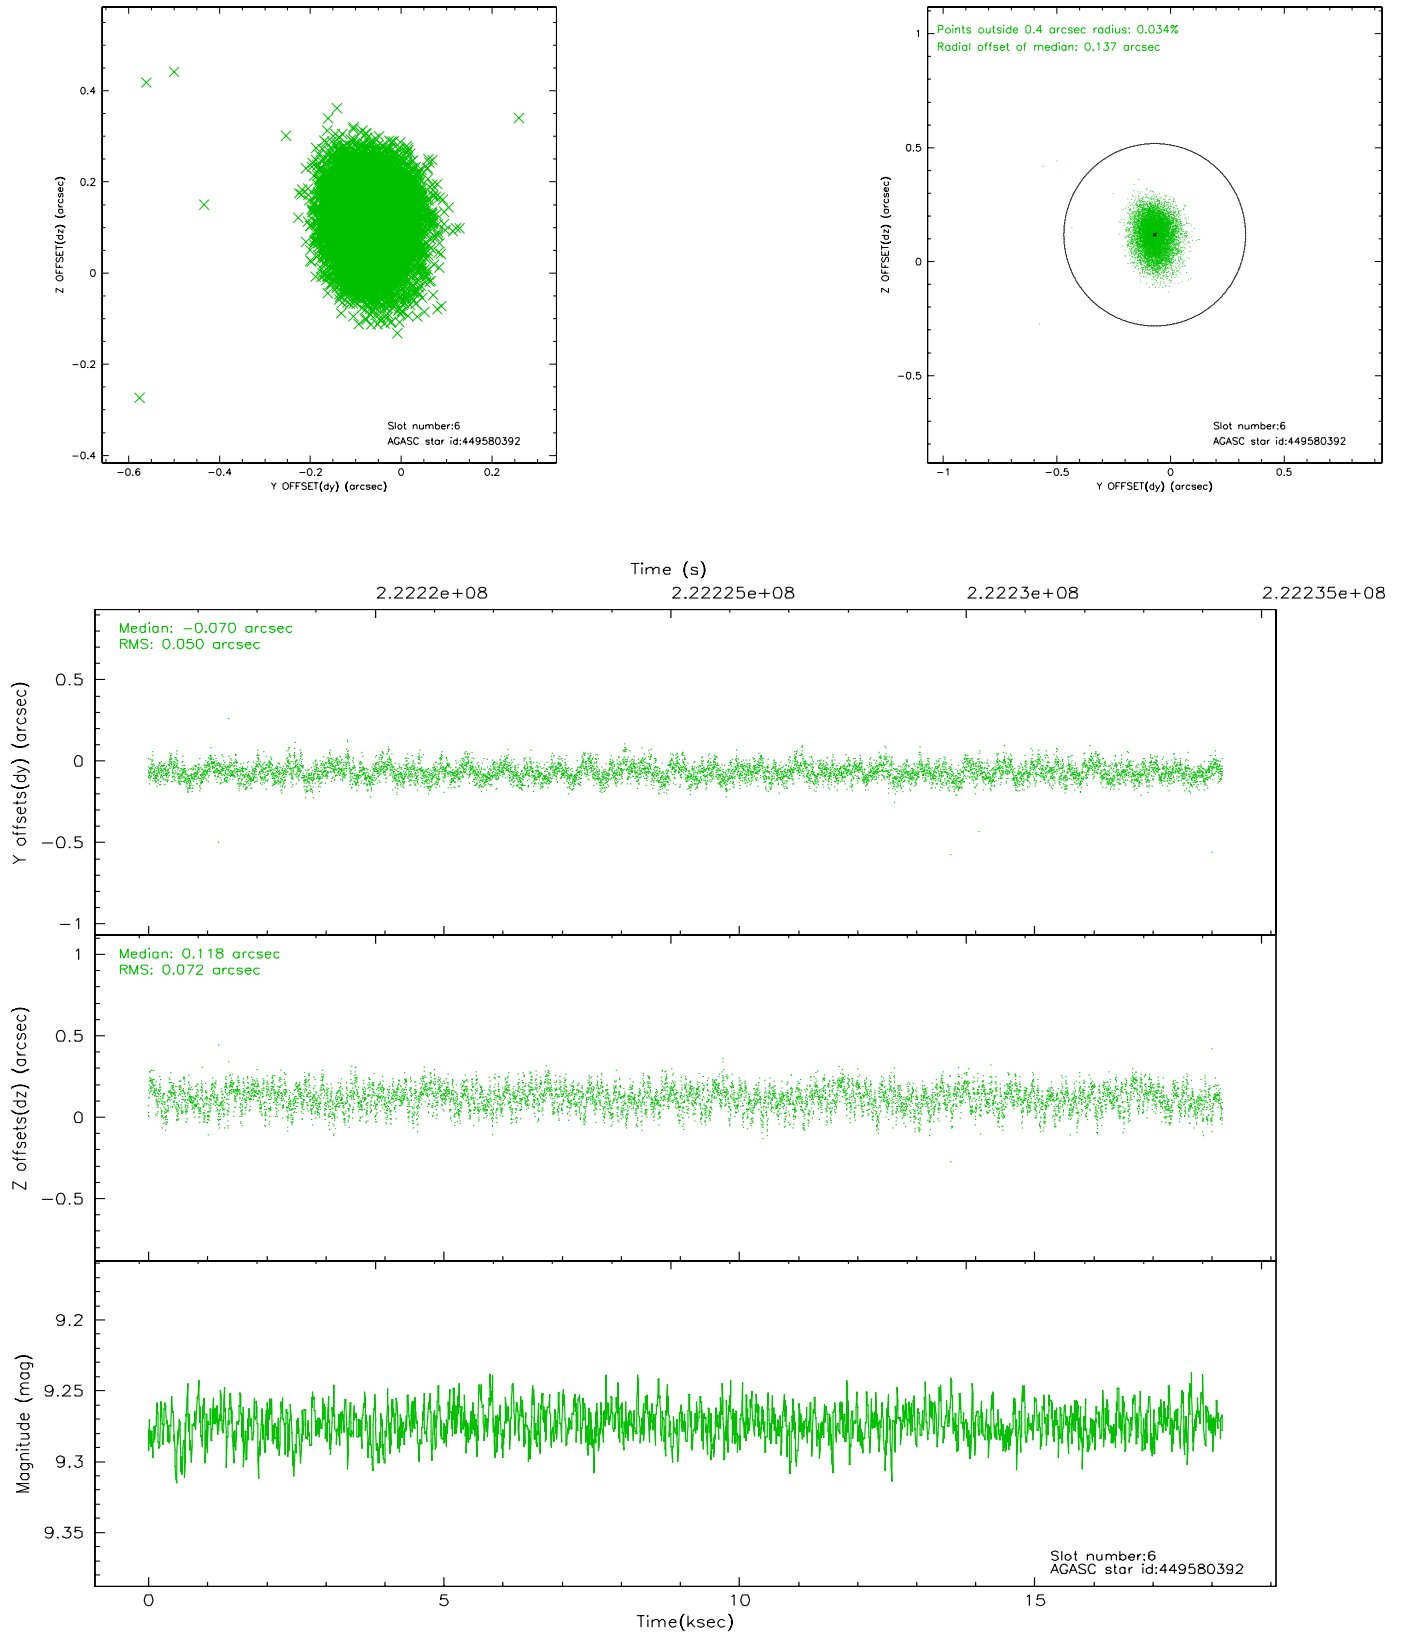 0.4
0.2
0
−0.2
−0.4
Z OFFSET(dz) (arcsec)
−0.6
−0.4
−0.2
0
0.2
Y OFFSET(dy) (arcsec)
Slot number:6
AGASC star id:449580392
Points outside 0.4 arcsec radius: 0.034%
Radial offset of median: 0.137 arcsec
1
0.5
0
−0.5
Z OFFSET(dz) (arcsec)
−1
−0.5
0
0.5
Y OFFSET(dy) (arcsec)
Slot number:6
AGASC star id:449580392
Time (s)
2.2222e+08
2.22225e+08
2.2223e+08
2.22235e+08
Median: −0.070 arcsec
RMS: 0.050 arcsec
0.5
0
−0.5
−1
Y offsets(dy) (arcsec)
Median: 0.118 arcsec
RMS: 0.072 arcsec
1
0.5
0
−0.5
Z offsets(dz) (arcsec)
9.2
9.25
9.3
9.35
Magnitude (mag)
Slot number:6
AGASC star id:449580392
0
5
10
15
Time(ksec)